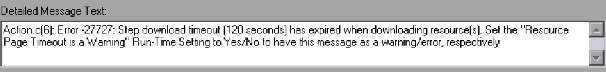 Detailed Message Text:
Action.c(6): Error -27727: Step download timeout (120 seconds) has expired when downloading resource(s). Set the "Resource
Page Timeout is a Warning" Run-Time Setting to Yes/No to have this message as a warning/error, respectively